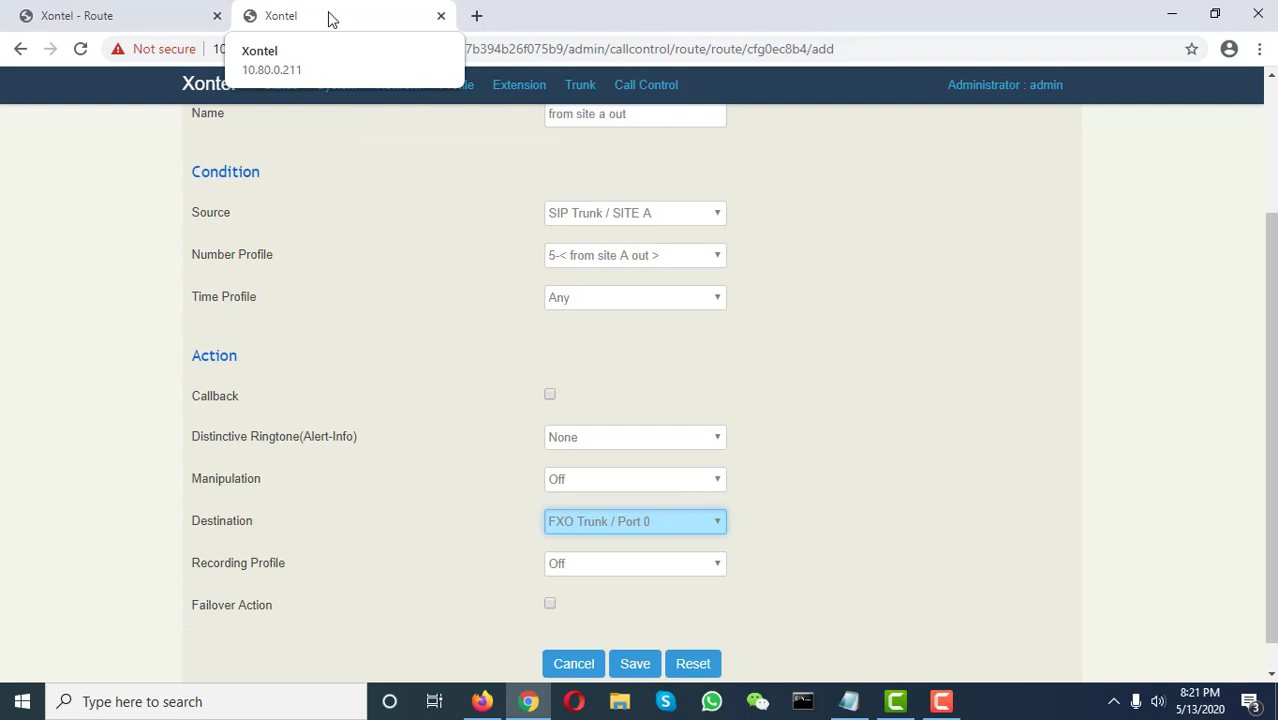 Xontel - Route
Xontel
Not secure
10
7b394b26f075b9/admin/callcontrol/route/route/cfg0ec8b4/add
Xontel
10.80.0.211
Xontel
Extension
Trunk
Call Control
Administrator : admin
Name
from site a out
Condition
Source
SIP Trunk / SITE A
Number Profile
5-< from site A out >
Time Profile
Any
Action
Callback
Distinctive Ringtone(Alert-Info)
None
Manipulation
Off
Destination
FXO Trunk / Port 0
Recording Profile
Off
Failover Action
Cancel
Save
Reset
Type here to search
8:21 PM
5/13/2020
3